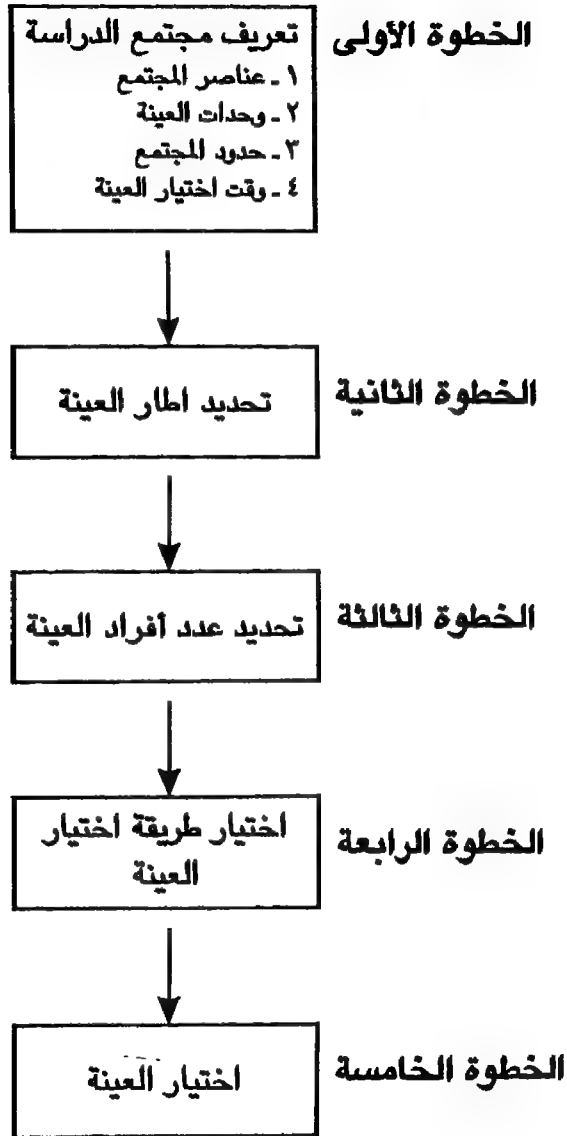 الخطوة الأولى
تعريف مجتمع الدراسة
١ ـ عناصر المجتمع
٢ ـ وحدات العينة
٣ ـ حدود المجتمع
٤ ـ وقت اختيار العينة
الخطوة الثانية
تحديد اطار العينة
الخطوة الثالثة
تحديد عدد أفراد العينة
الخطوة الرابعة
اختيار طريقة اختيار
العينة
الخطوة الخامسة
اختيار العينة